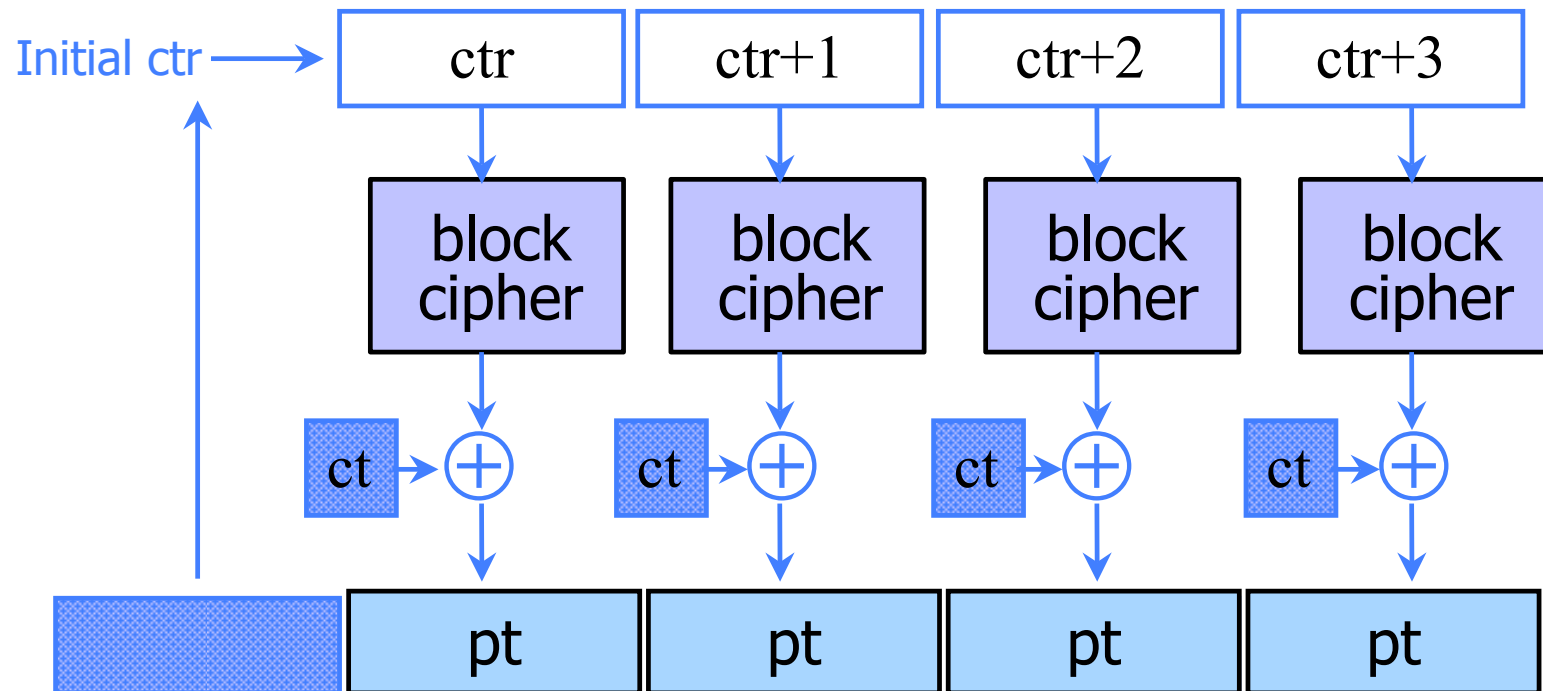 Initial ctr
ctr
ctr+1
ctr+2
ctr+3
block
cipher
block
cipher
block
cipher
block
cipher
ct
ct
ct
ct
pt
pt
pt
pt